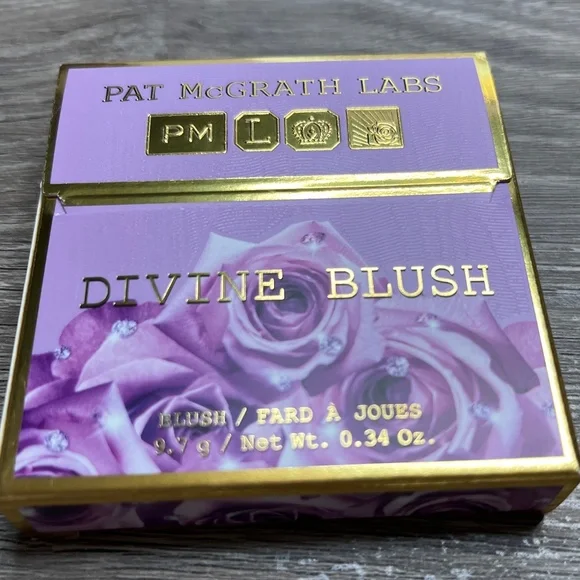 PAT McGRATH LABS
PM L
DIVINE BLUSH
BLUSH / FARD À JOUES
9.7 g / Net Wt. 0.34 Oz.